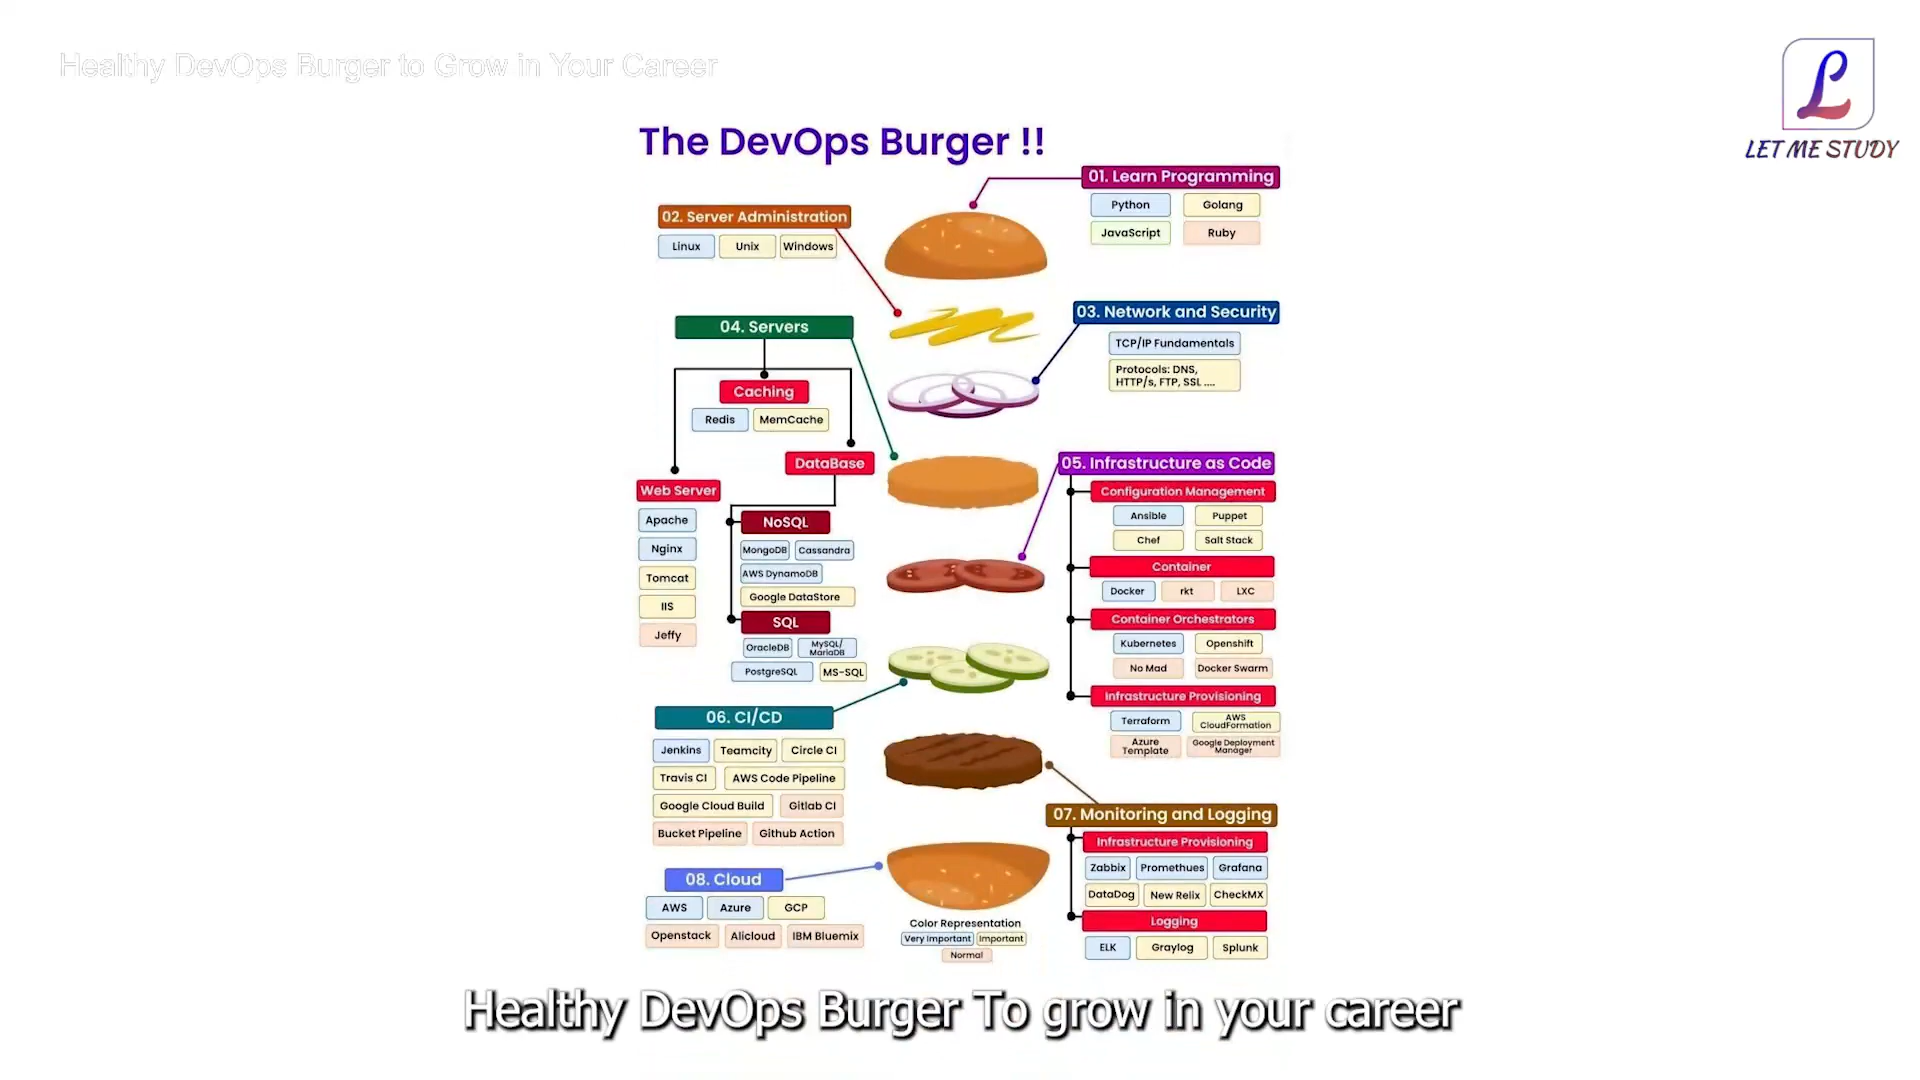 Healthy DevOps Burger to Grow in Your Career
L
LET ME STUDY
The DevOps Burger !!
01. Learn Programming
Python
Golang
JavaScript
Ruby
02. Server Administration
Linux
Unix
Windows
03. Network and Security
TCP/IP Fundamentals
Protocols: DNS,
HTTP/s, FTP, SSL ....
04. Servers
Caching
Redis
MemCache
DataBase
Web Server
Apache
Nginx
Tomcat
IIS
Jeffy
NoSQL
MongoDB
Cassandra
AWS DynamoDB
Google DataStore
SQL
OracleDB
MySQL/
MariaDB
PostgreSQL
MS-SQL
05. Infrastructure as Code
Configuration Management
Ansible
Puppet
Chef
Salt Stack
Container
Docker
rkt
LXC
Container Orchestrators
Kubernetes
Openshift
No Mad
Docker Swarm
Infrastructure Provisioning
Terraform
AWS
CloudFormation
Azure
Template
Google Deployment
Manager
06. CI/CD
Jenkins
Teamcity
Circle CI
Travis CI
AWS Code Pipeline
Google Cloud Build
Gitlab CI
Bucket Pipeline
Github Action
07. Monitoring and Logging
Infrastructure Provisioning
Zabbix
Promethues
Grafana
DataDog
New Relix
CheckMX
Logging
ELK
Graylog
Splunk
08. Cloud
AWS
Azure
GCP
Openstack
Alicloud
IBM Bluemix
Color Representation
Very Important
Important
Normal
Healthy DevOps Burger To grow in your career